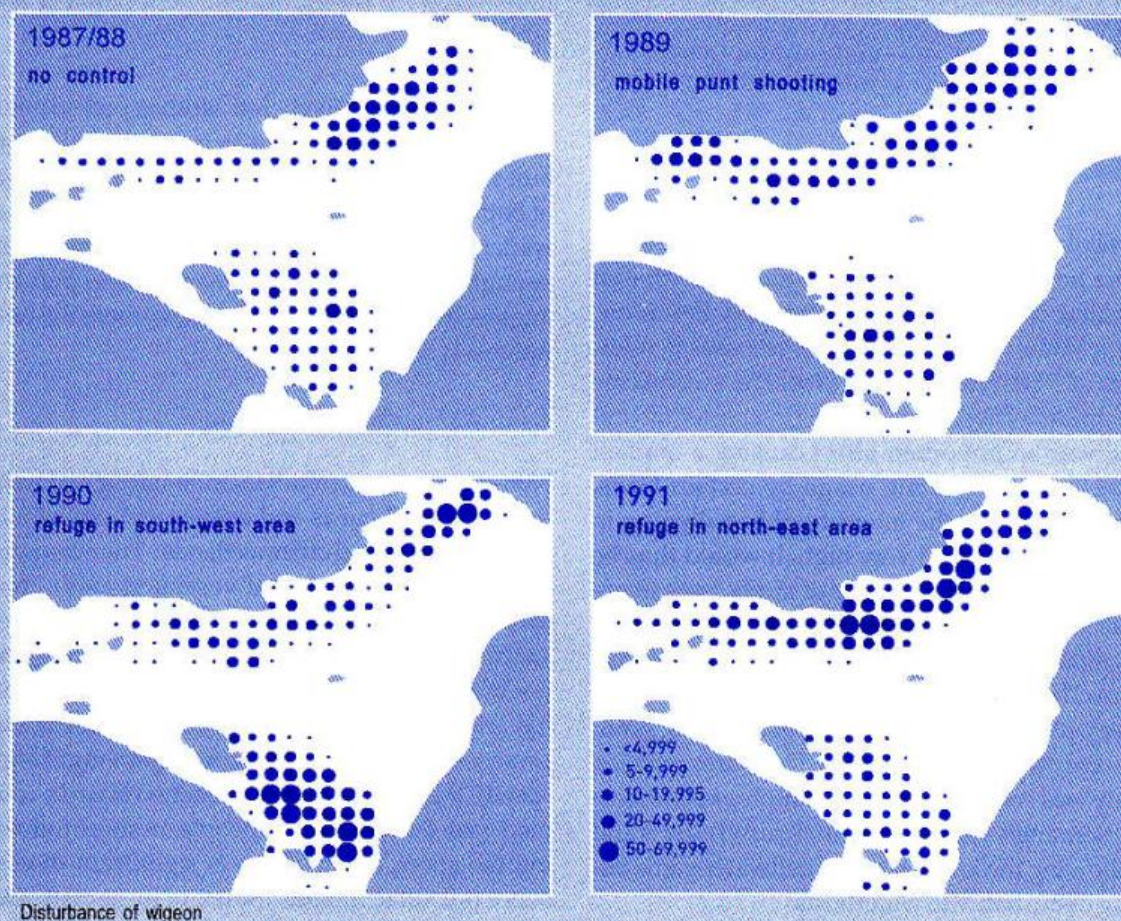 1987/88
no control
1989
mobile punt shooting
1990
refuge in south-west area
1991
refuge in north-east area
<4,999
5-9,999
10-19,995
20-49,999
50-69,999
Disturbance of wigeon